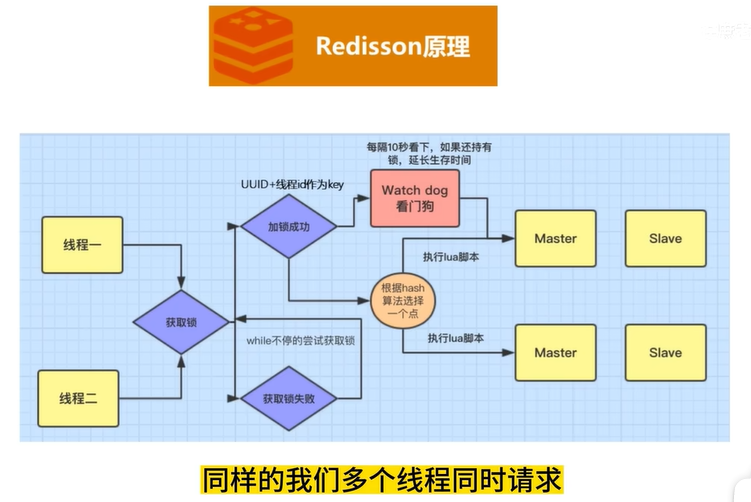 Redisson原理
每隔10秒看下，如果还持有
锁，延长生存时间
UUID+线程id作为key
Watch dog
看门狗
线程一
加锁成功
Master
Slave
执行lua脚本
根据hash
算法选择
一个点
获取锁
while不停的尝试获取锁
执行lua脚本
Master
Slave
线程二
获取锁失败
同样的我们多个线程同时请求